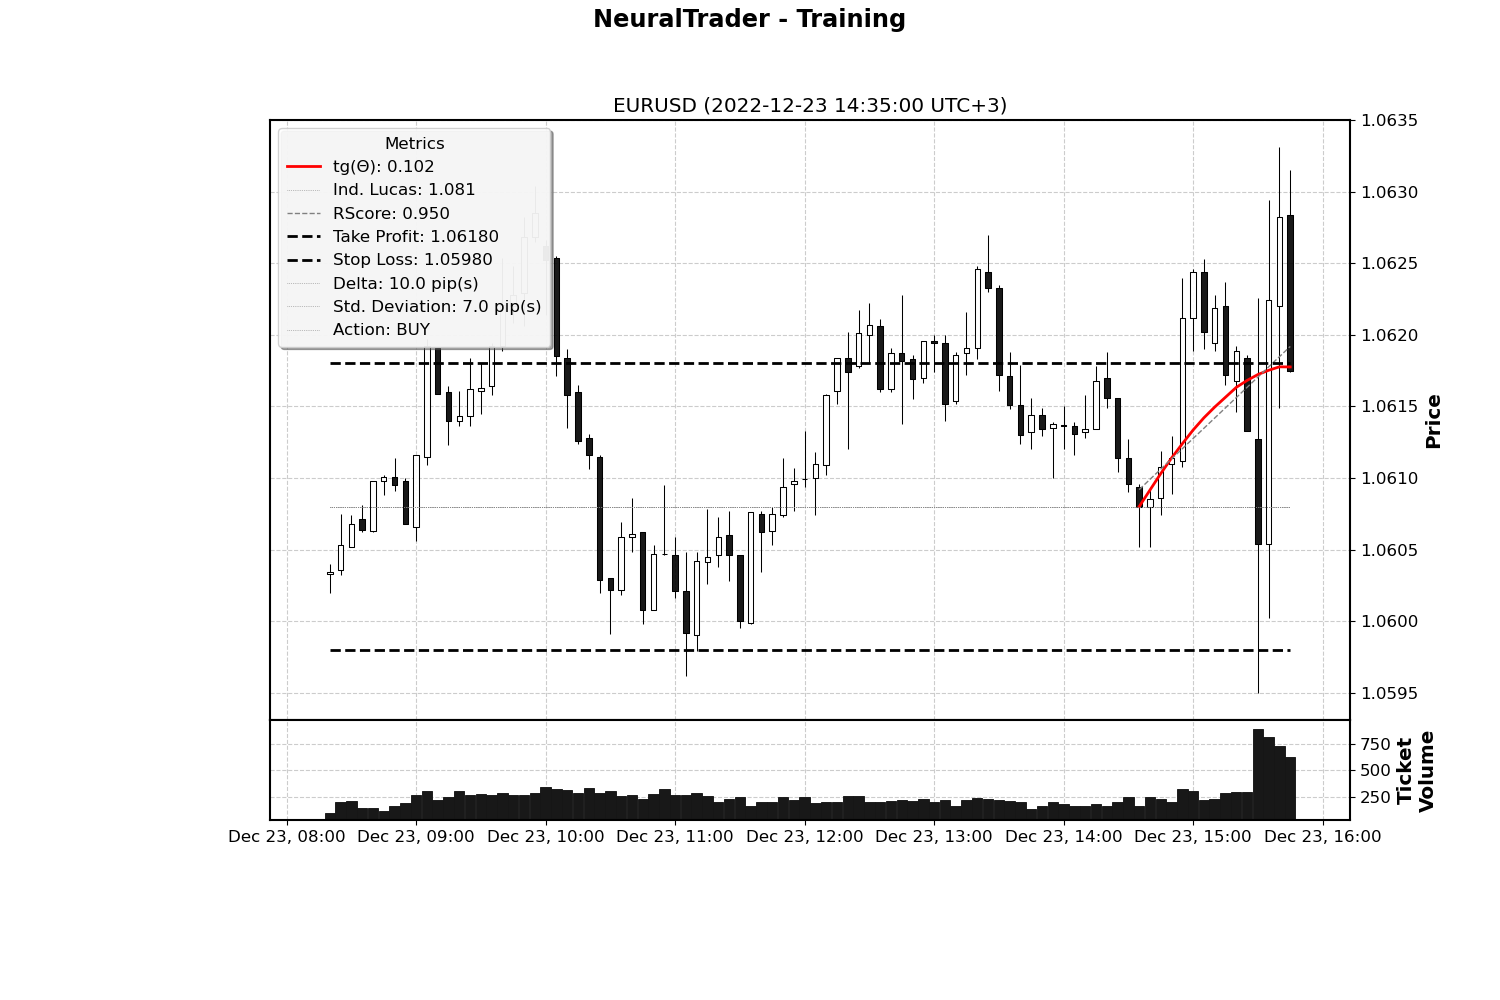 NeuralTrader - Training
EURUSD (2022-12-23 14:35:00 UTC+3)
Metrics
tg(Θ): 0.102
Ind. Lucas: 1.081
RScore: 0.950
Take Profit: 1.06180
Stop Loss: 1.05980
Delta: 10.0 pip(s)
Std. Deviation: 7.0 pip(s)
Action: BUY
1.0635
1.0630
1.0625
1.0620
1.0615
1.0610
1.0605
1.0600
1.0595
Price
750
500
250
Ticket
Volume
Dec 23, 08:00 Dec 23, 09:00 Dec 23, 10:00 Dec 23, 11:00 Dec 23, 12:00 Dec 23, 13:00 Dec 23, 14:00 Dec 23, 15:00 Dec 23, 16:00